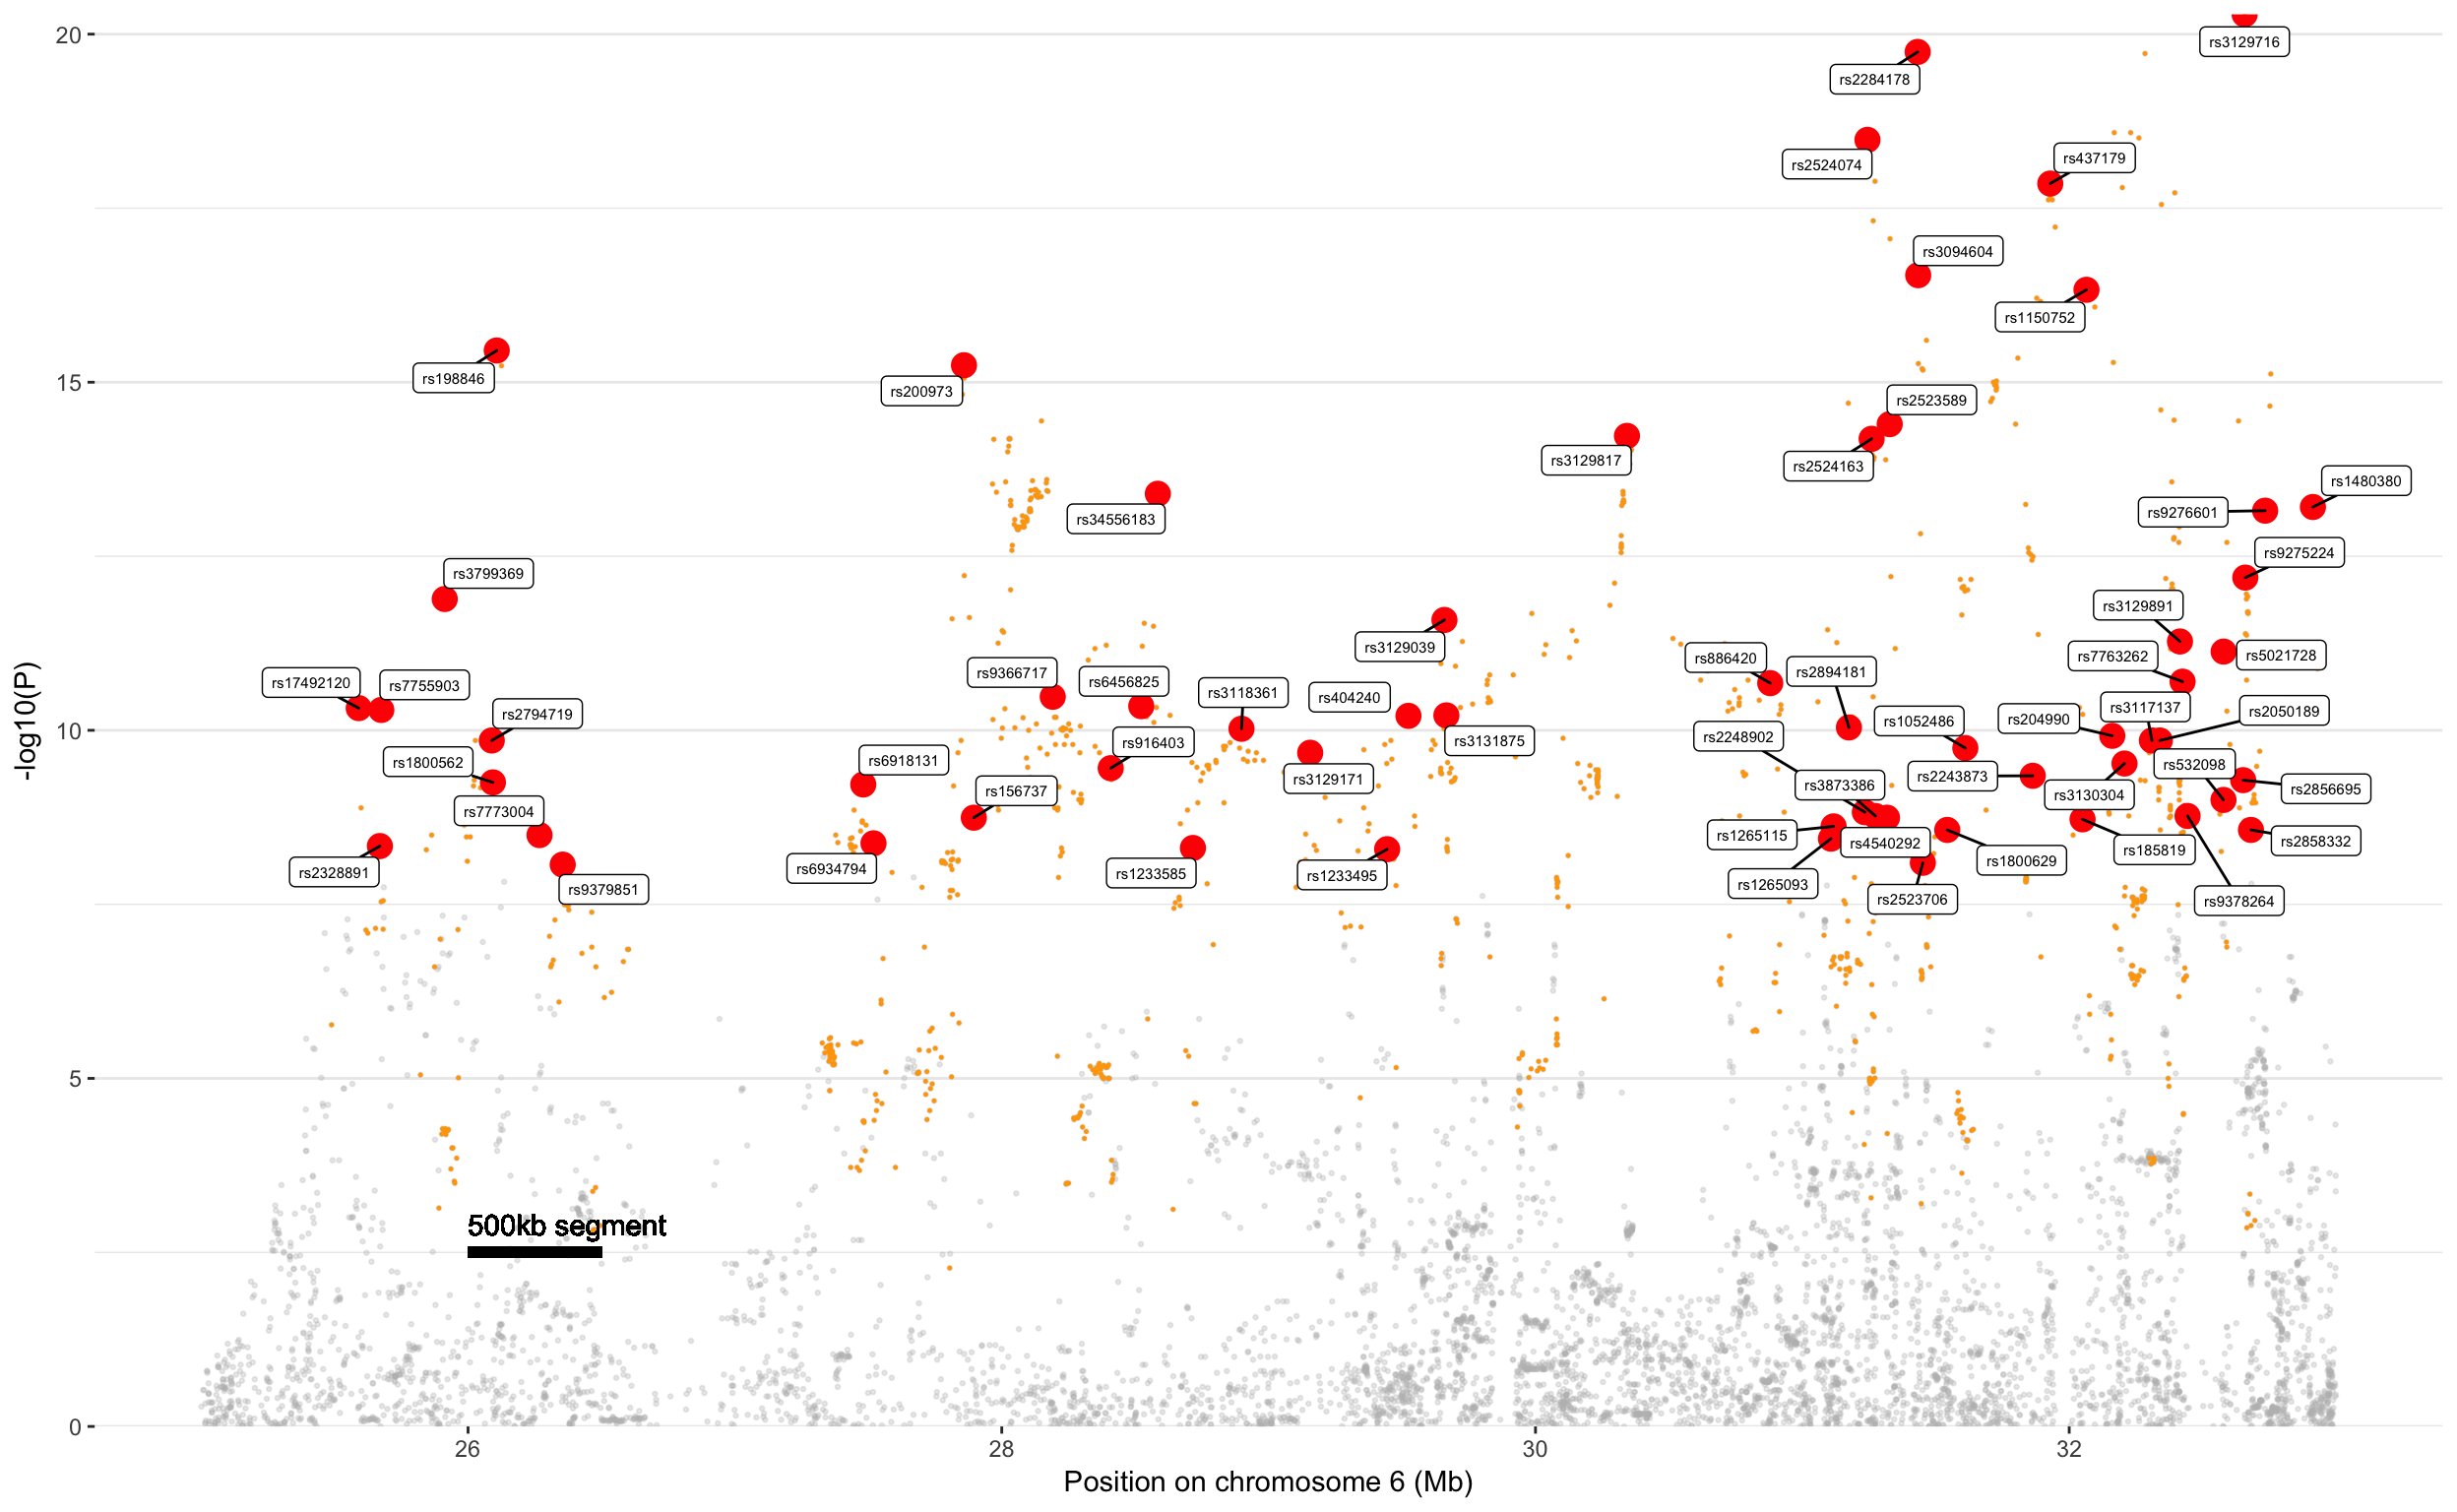 20
rs3129716
rs2284178
rs2524074
rs437179
rs3094604
rs1150752
rs198846
15
rs200973
rs2523589
rs3129817
rs2524163
rs1480380
rs34556183
rs9276601
rs9275224
rs3799369
rs3129891
rs3129039
rs7763262
rs5021728
rs886420
rs9366717
rs2894181
rs17492120
rs7755903
rs6456825
rs3118361
rs404240
rs3117137
rs2050189
rs2794719
rs204990
rs1052486
10
rs916403
rs3131875
rs2248902
rs1800562
rs6918131
rs532098
rs3129171
rs2243873
rs3873386
rs2856695
rs156737
rs3130304
rs7773004
rs1265115
rs4540292
rs2858332
rs185819
rs1800629
rs2328891
rs6934794
rs1233585
rs1233495
rs1265093
rs9379851
rs2523706
rs9378264
-log10(P)
5
500kb segment
0
26 28 30 32
Position on chromosome 6 (Mb)